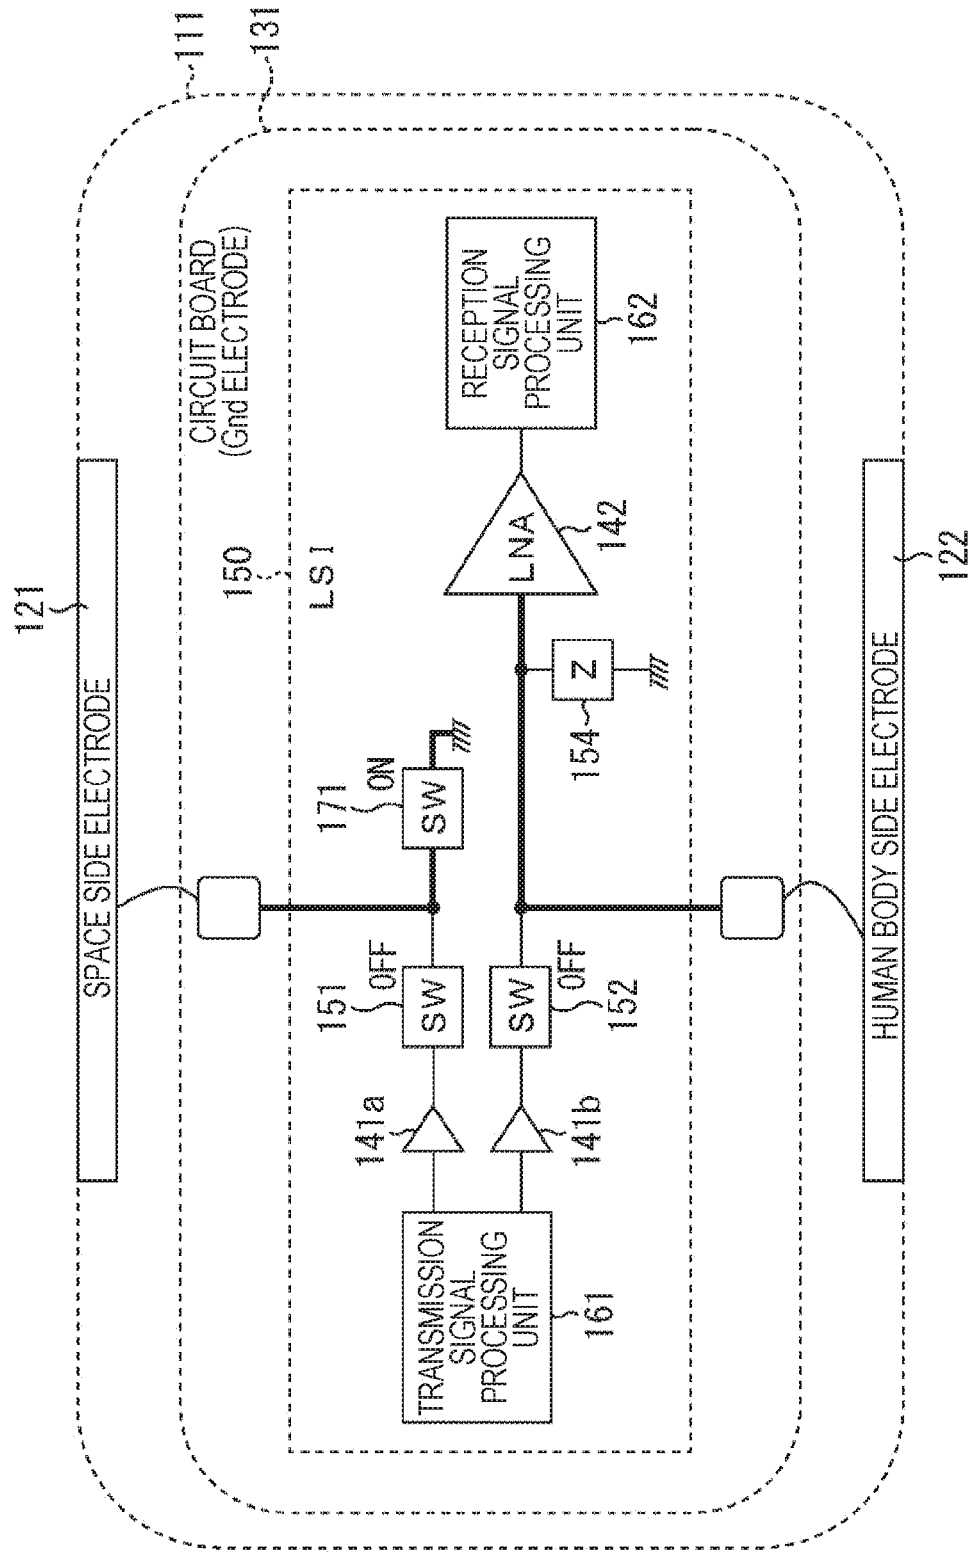 111
131
121
SPACE SIDE ELECTRODE
CIRCUIT BOARD
(Gnd ELECTRODE)
150
LSI
TRANSMISSION
SIGNAL
PROCESSING
UNIT
161
141a
141b
151
SW
OFF
SW
OFF
152
171
SW
ON
Z
154
LNA
142
RECEPTION
SIGNAL
PROCESSING
UNIT
162
HUMAN BODY SIDE ELECTRODE
122